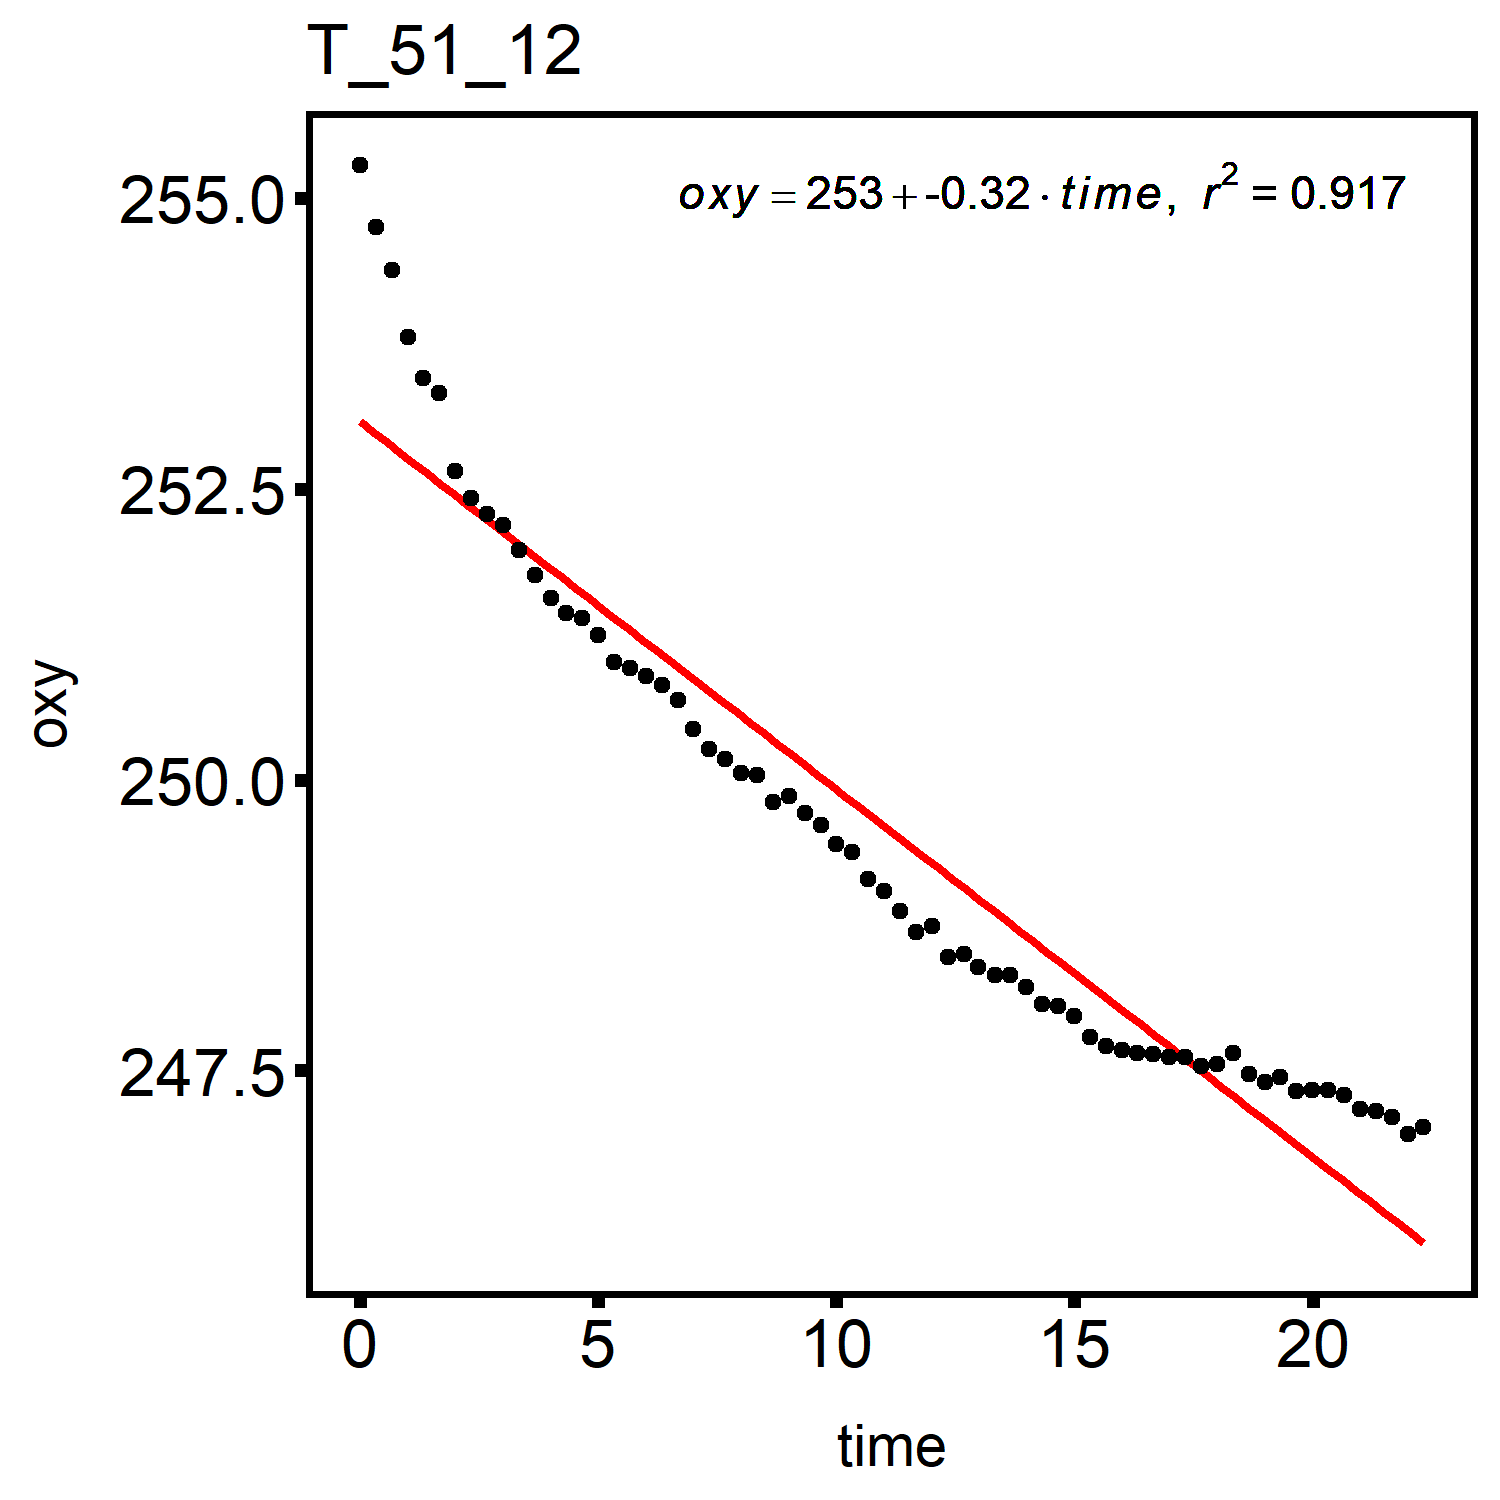 T_51_12
oxy = 253 + -0.32 · time, r² = 0.917
255.0
252.5
250.0
247.5
oxy
0 5 10 15 20
time